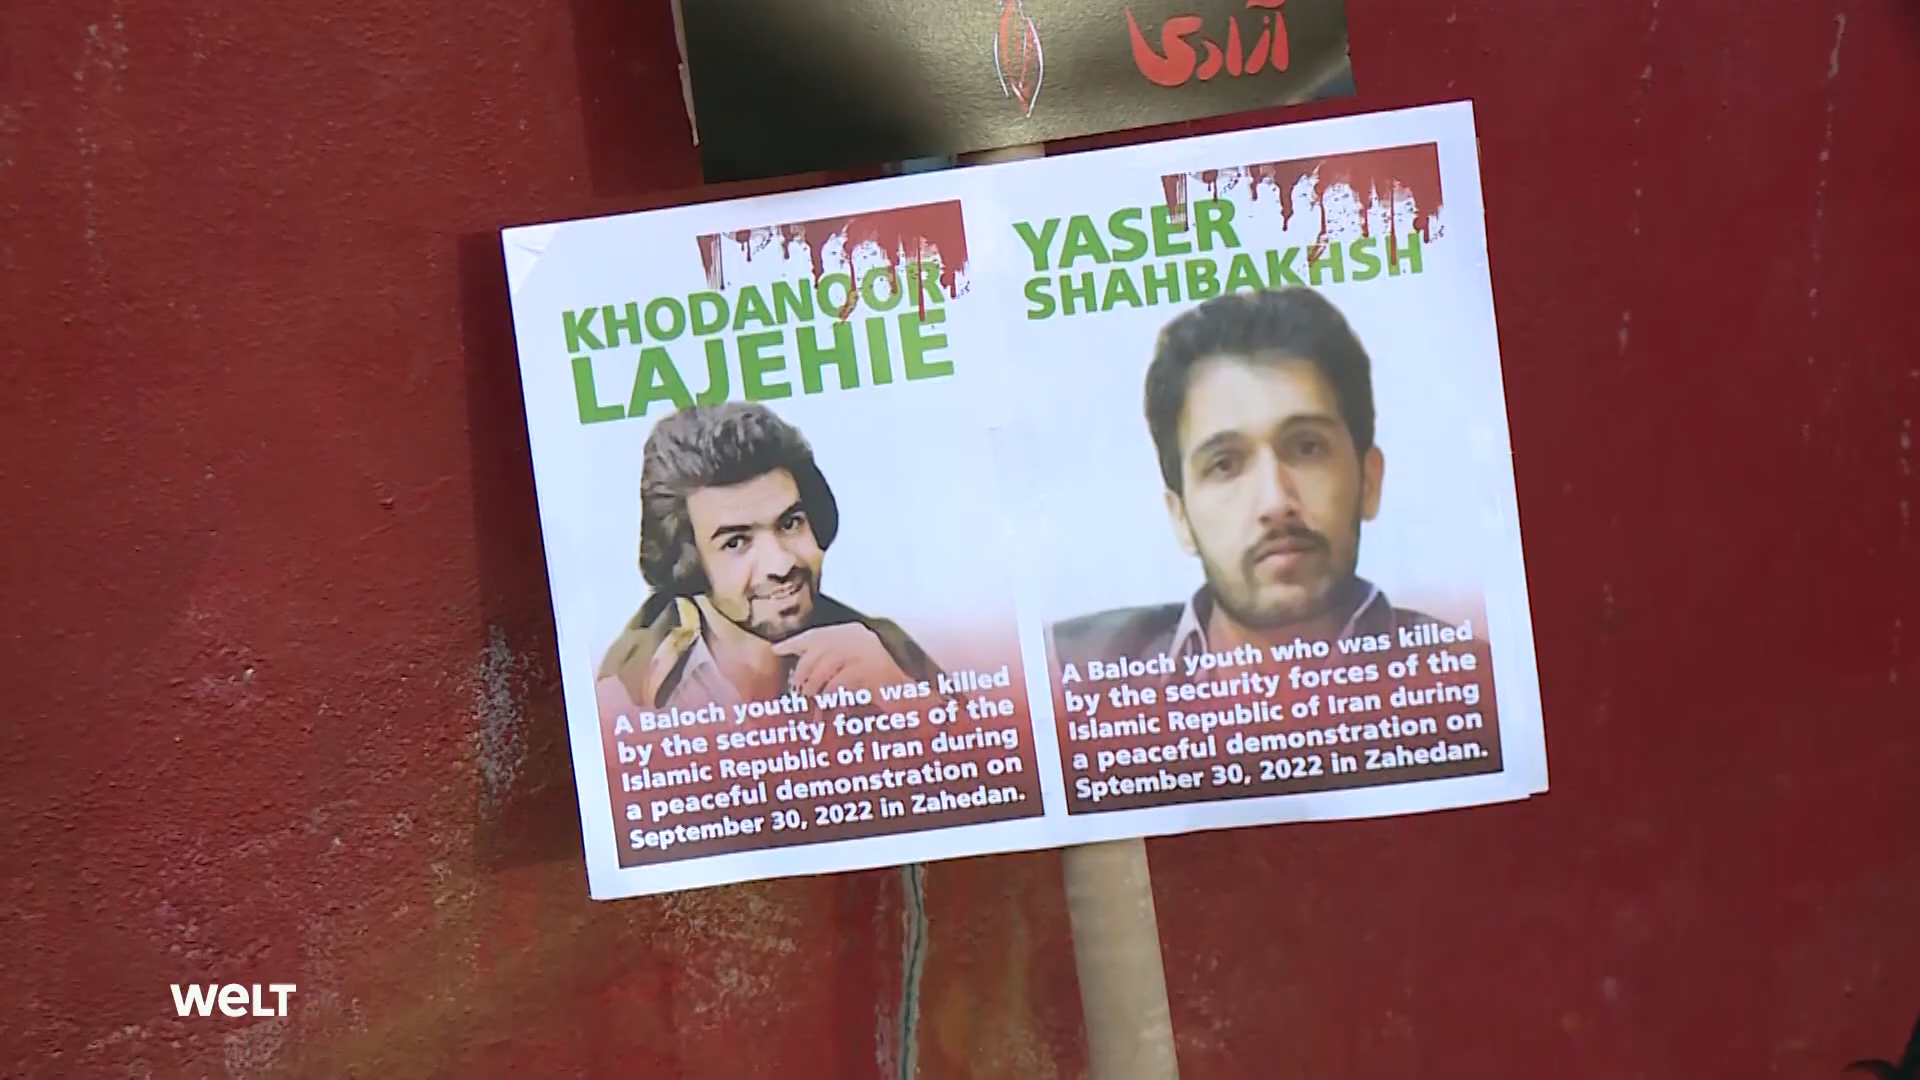 آزادی
KHODANOOR
LAJEHIE
A Baloch youth who was killed
by the security forces of the
Islamic Republic of Iran during
a peaceful demonstration on
September 30, 2022 in Zahedan.
YASER
SHAHBAKHSH
A Baloch youth who was killed
by the security forces of the
Islamic Republic of Iran during
a peaceful demonstration on
Sptember 30, 2022 in Zahedan.
WELT